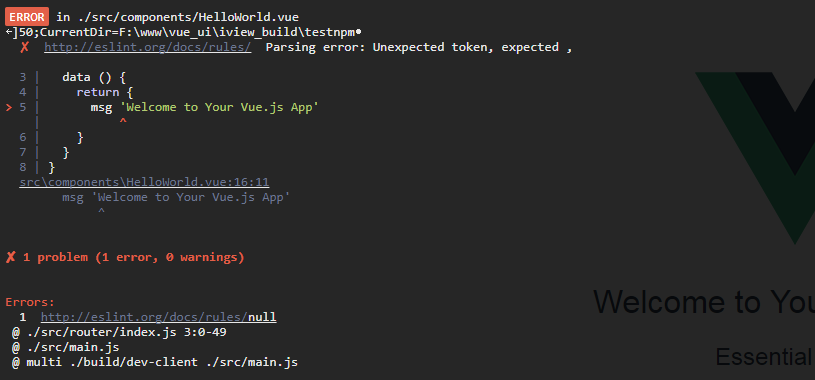 ERROR in ./src/components/HelloWorld.vue
←]50;CurrentDir=F:\www\vue_ui\iview_build\testnpm•
✘ http://eslint.org/docs/rules/ Parsing error: Unexpected token, expected ,
3 | data () {
4 | return {
> 5 | msg 'Welcome to Your Vue.js App'
| ^
6 | }
7 | }
8 | }
src\components\HelloWorld.vue:16:11
msg 'Welcome to Your Vue.js App'
^
✘ 1 problem (1 error, 0 warnings)
Errors:
1 http://eslint.org/docs/rules/null
@ ./src/router/index.js 3:0-49
@ ./src/main.js
@ multi ./build/dev-client ./src/main.js
Welcome to You
Essential